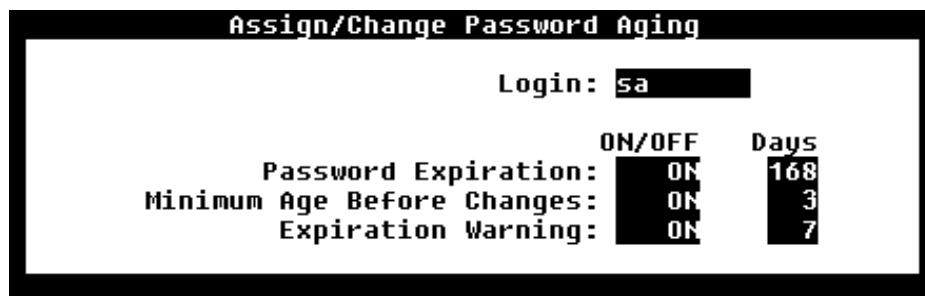 Assign/Change Password Aging
Login: sa
ON/OFF Days
Password Expiration: ON 168
Minimum Age Before Changes: ON 3
Expiration Warning: ON 7